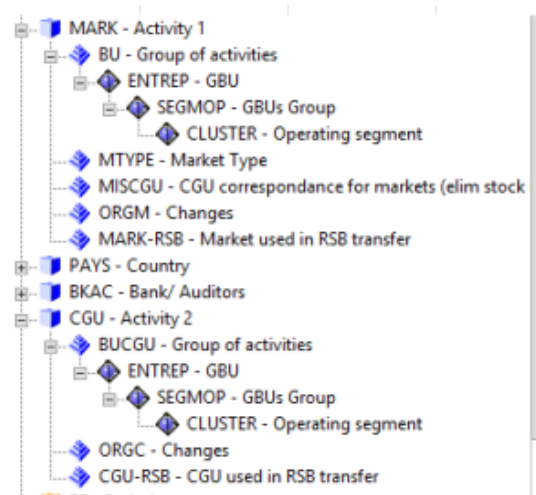 MARK - Activity 1
BU - Group of activities
ENTREP - GBU
SEGMOP - GBUs Group
CLUSTER - Operating segment
MTYPE - Market Type
MISCGU - CGU correspondance for markets (elim stock
ORGM - Changes
MARK-RSB - Market used in RSB transfer
PAYS - Country
BKAC - Bank/ Auditors
CGU - Activity 2
BUCGU - Group of activities
ENTREP - GBU
SEGMOP - GBUs Group
CLUSTER - Operating segment
ORGC - Changes
CGU-RSB - CGU used in RSB transfer